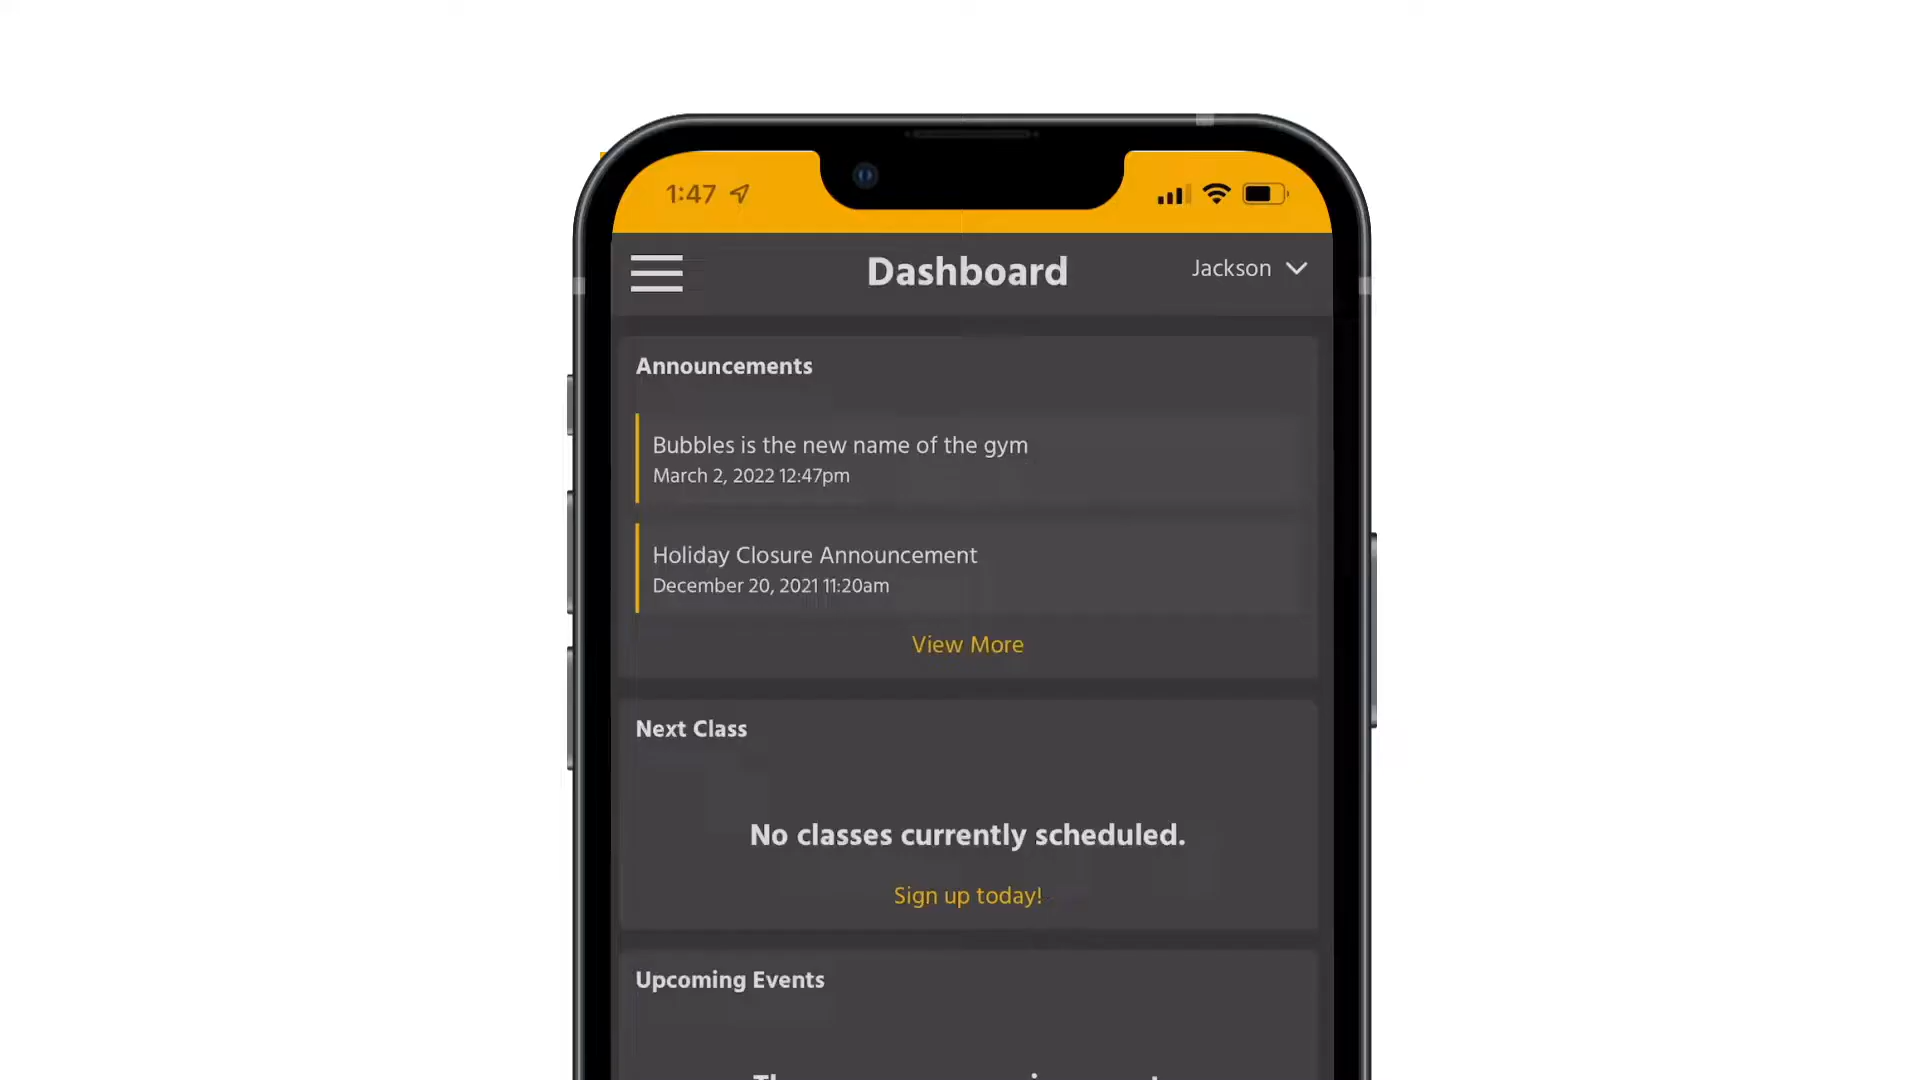 1:47
Dashboard
Jackson
Announcements
Bubbles is the new name of the gym
March 2, 2022 12:47pm
Holiday Closure Announcement
December 20, 2021 11:20am
View More
Next Class
No classes currently scheduled.
Sign up today!
Upcoming Events